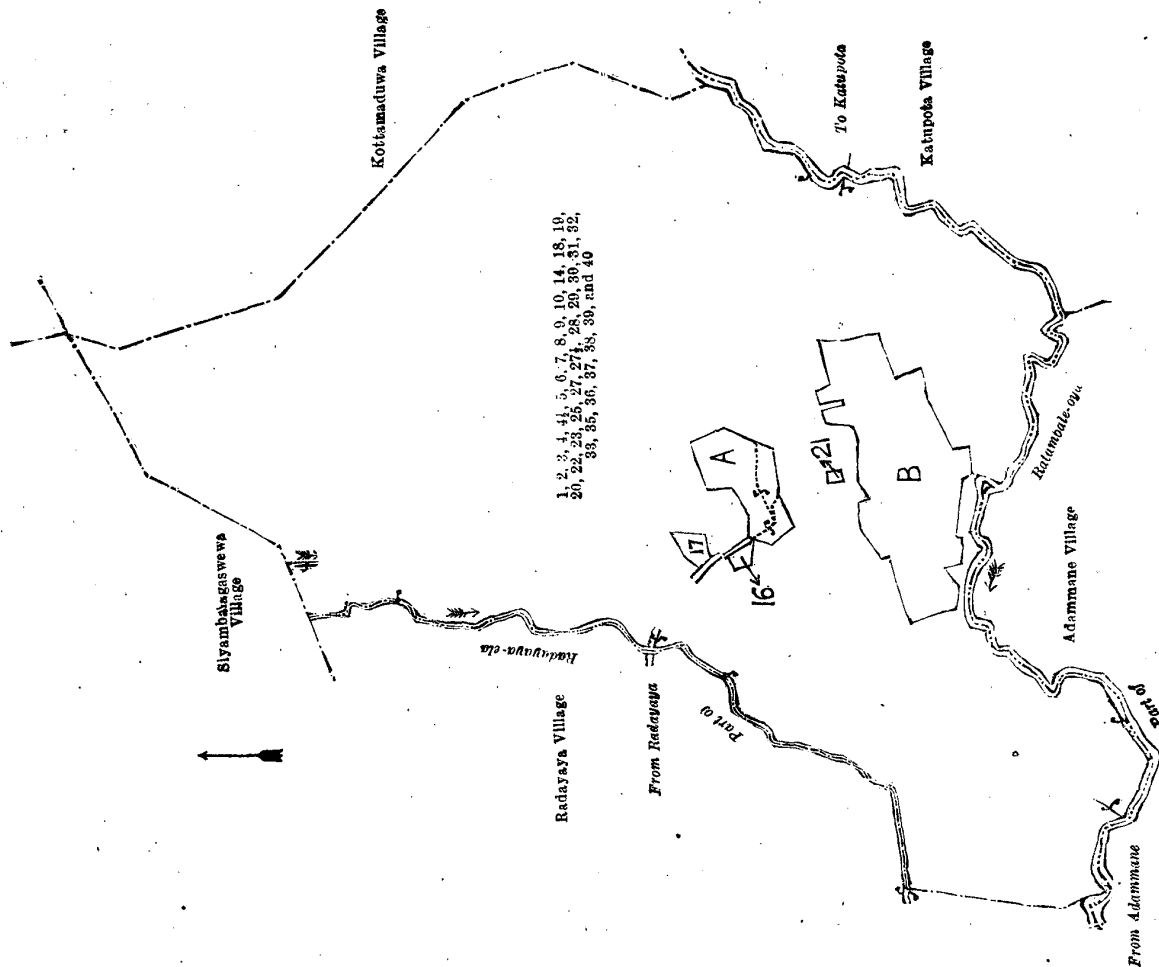 Kottamaduwa Village
To Katupota
Katupota Village
Siyambalagaswewa
Village
1, 2, 3, 4, 4½, 5, 6, 7, 8, 9, 10, 14, 18, 19,
20, 22, 23, 25, 27, 27½, 28, 29, 30, 31, 32,
33, 35, 36, 37, 38, 39, and 40
A
17
16
21
B
Radayaya-ela
Part of
Radayaya Village
From Radayaya
Ratambale-oya
Part of
Adammane Village
From Adammane